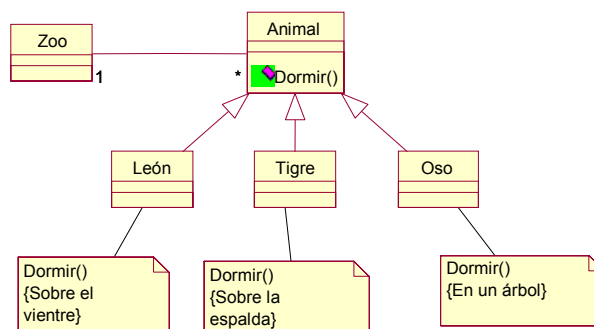 Zoo
Animal
1
*
Dormir()
León
Tigre
Oso
Dormir()
{Sobre el
vientre}
Dormir()
{Sobre la
espalda}
Dormir()
{En un árbol}